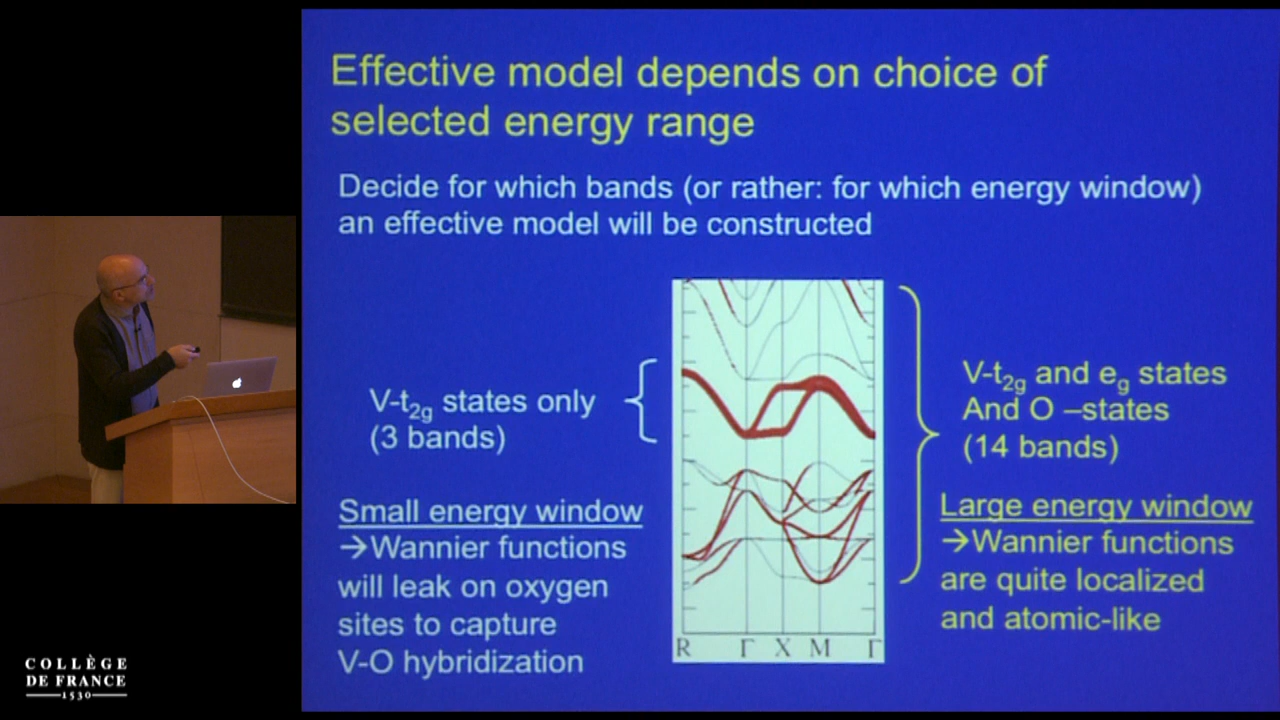 Effective model depends on choice of
selected energy range
Decide for which bands (or rather: for which energy window)
an effective model will be constructed
V-t2g states only
(3 bands)
V-t2g and eg states
And O –states
(14 bands)
Small energy window
→Wannier functions
will leak on oxygen
sites to capture
V-O hybridization
Large energy window
→Wannier functions
are quite localized
and atomic-like
R Γ X M Γ
COLLÈGE
DE FRANCE
1530